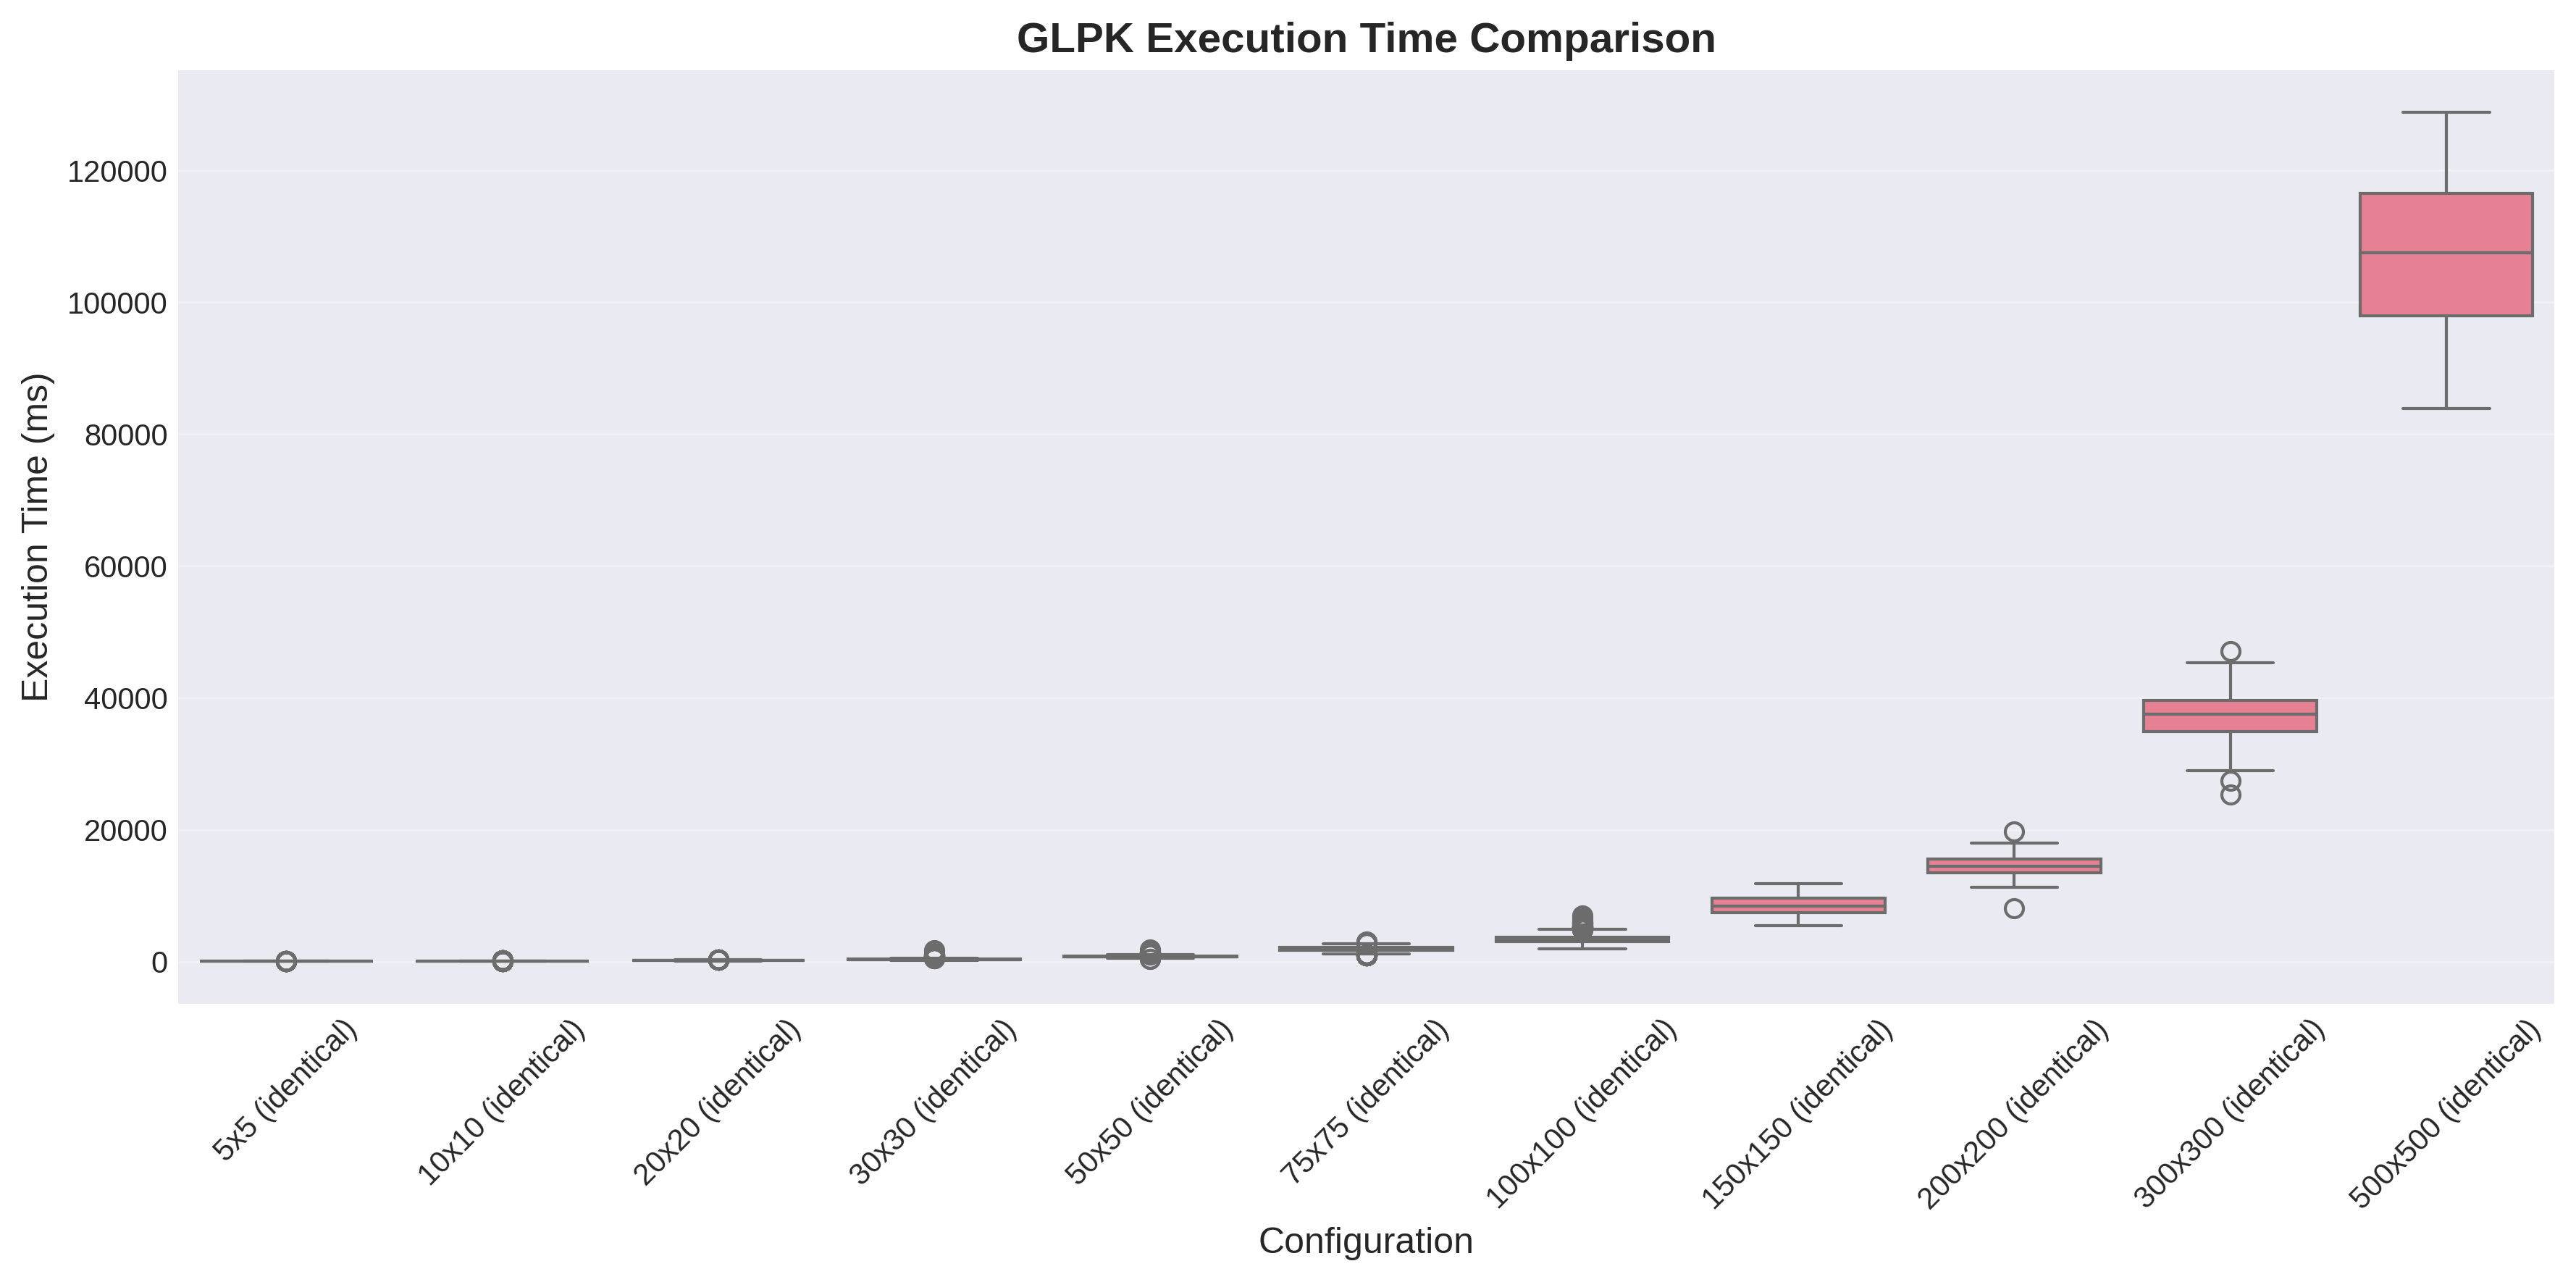 GLPK Execution Time Comparison
Execution Time (ms)
120000
100000
80000
60000
40000
20000
0
5x5 (identical)
10x10 (identical)
20x20 (identical)
30x30 (identical)
50x50 (identical)
75x75 (identical)
100x100 (identical)
150x150 (identical)
200x200 (identical)
300x300 (identical)
500x500 (identical)
Configuration